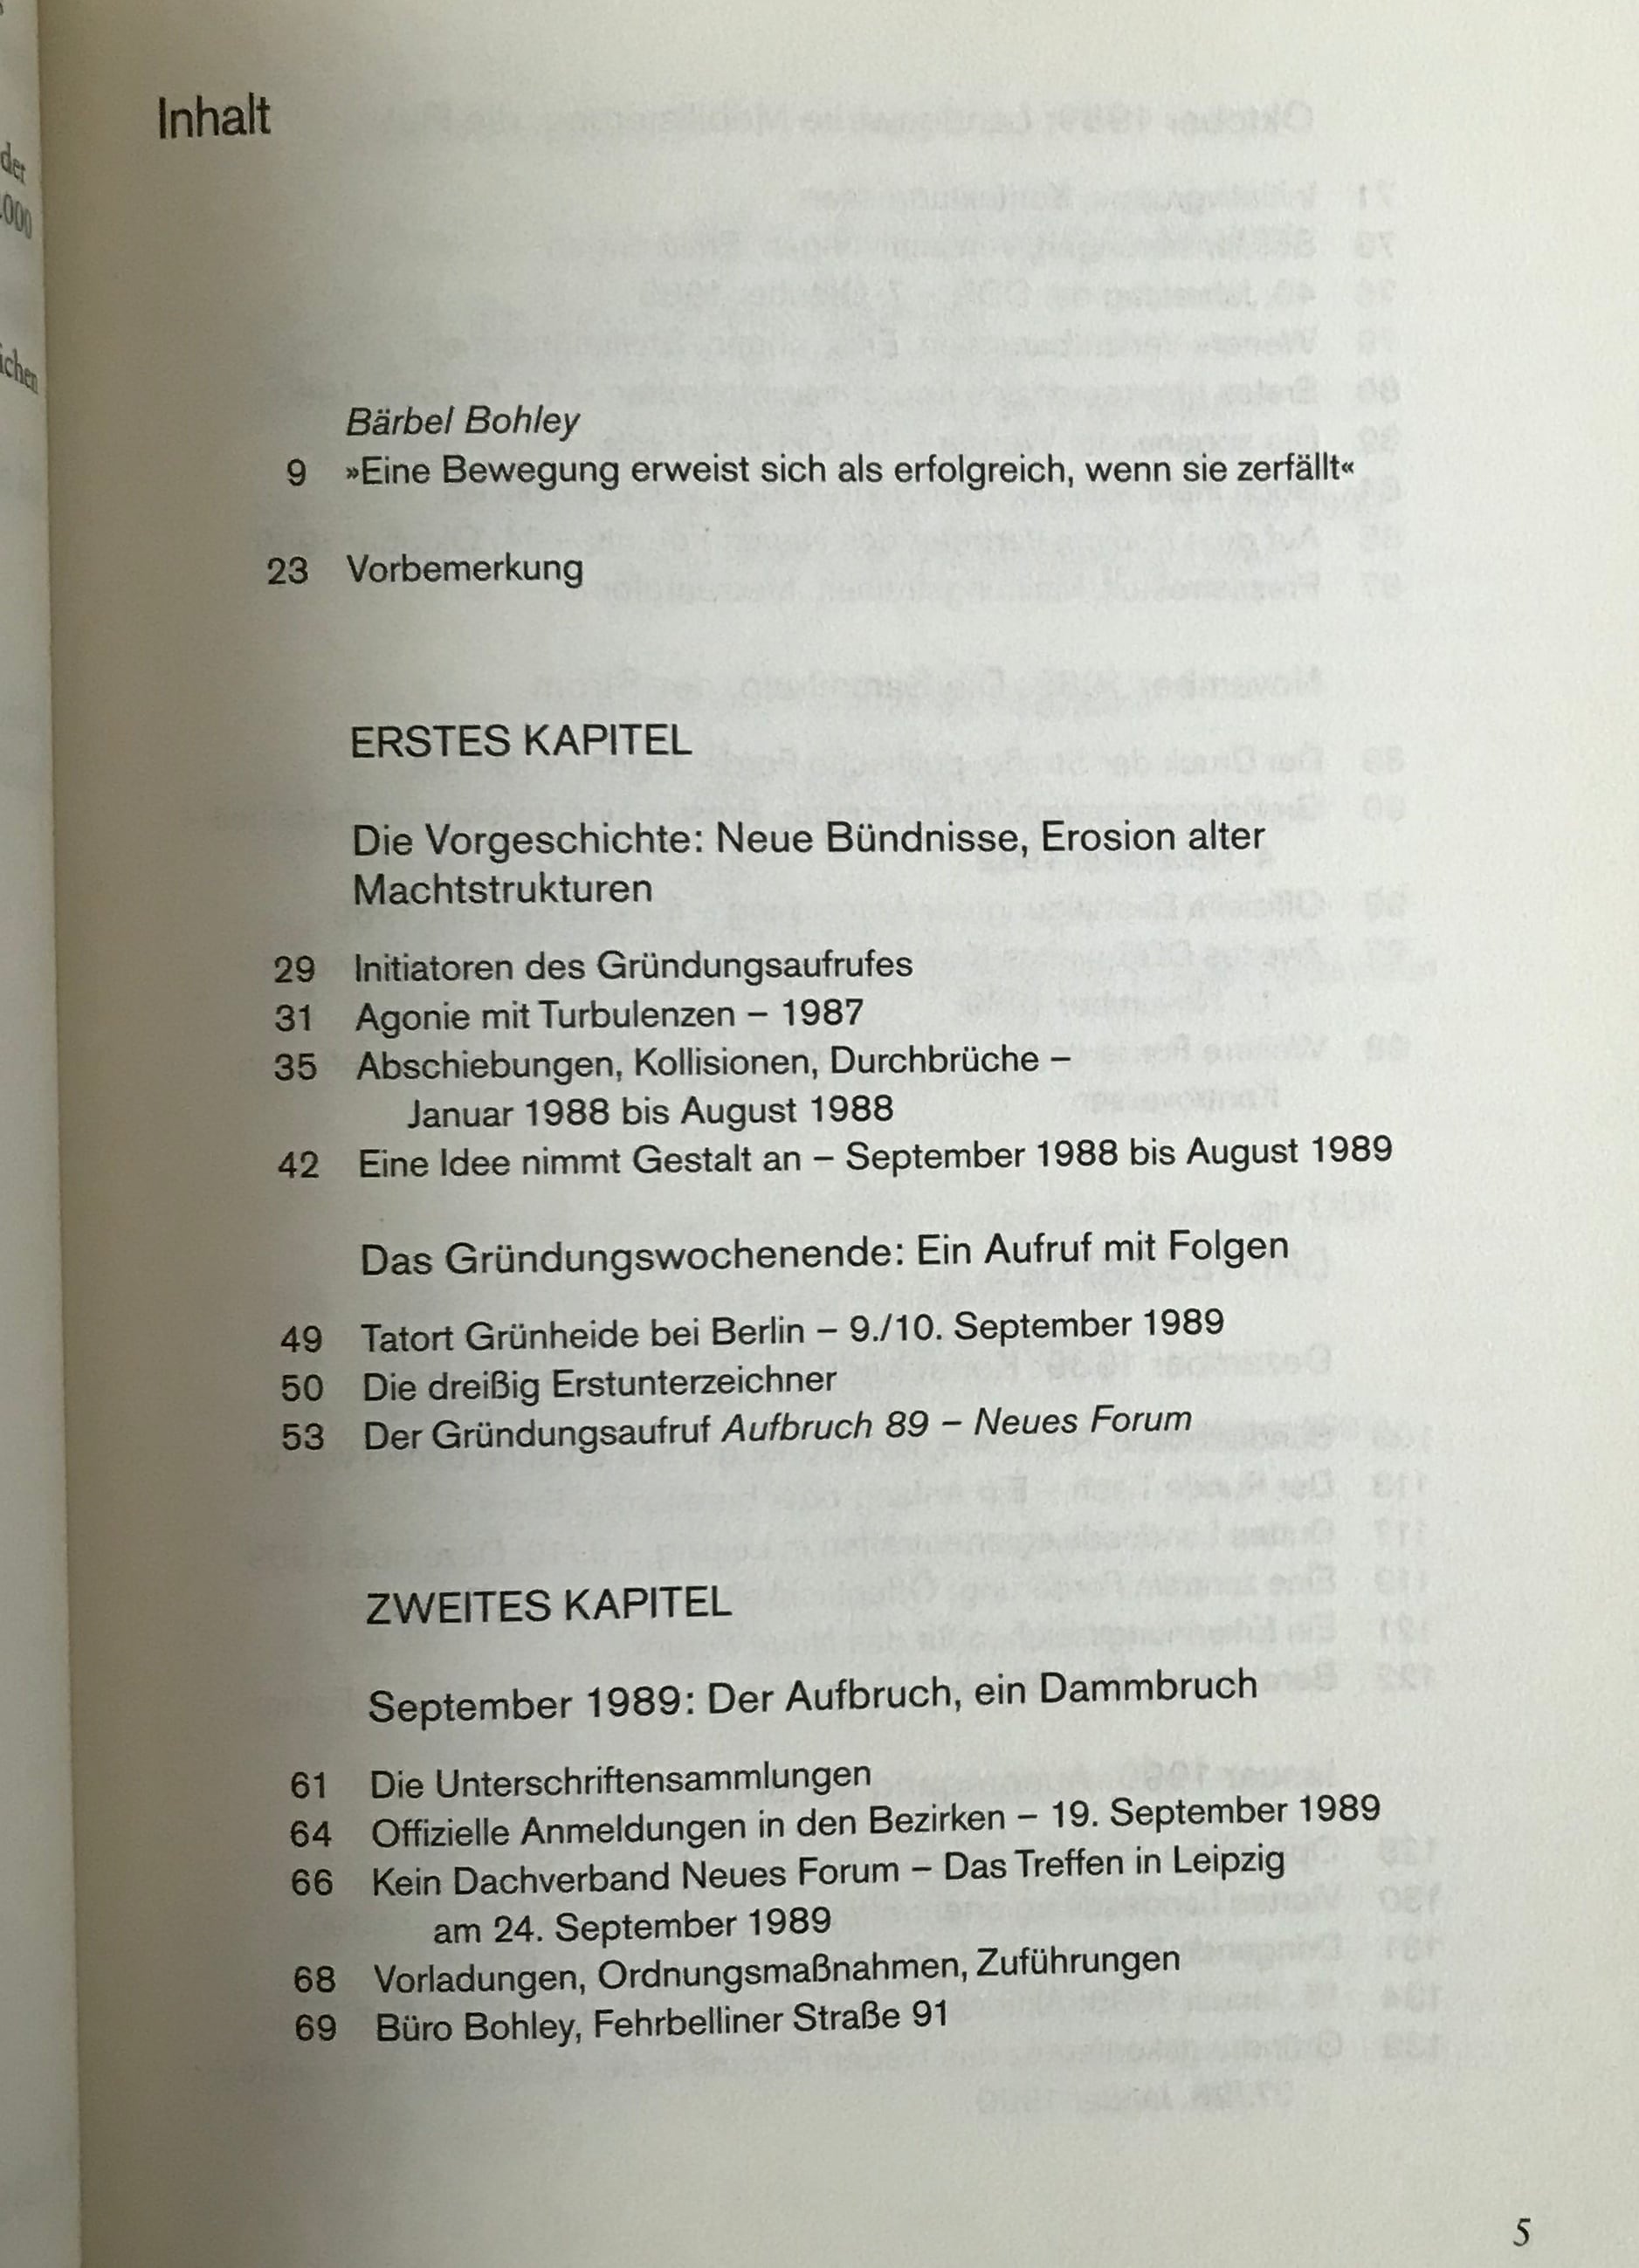 der
000
ichen
Inhalt
Bärbel Bohley
9 »Eine Bewegung erweist sich als erfolgreich, wenn sie zerfällt«
23 Vorbemerkung
ERSTES KAPITEL
Die Vorgeschichte: Neue Bündnisse, Erosion alter
Machtstrukturen
29 Initiatoren des Gründungsaufrufes
31 Agonie mit Turbulenzen – 1987
35 Abschiebungen, Kollisionen, Durchbrüche –
Januar 1988 bis August 1988
42 Eine Idee nimmt Gestalt an – September 1988 bis August 1989
Das Gründungswochenende: Ein Aufruf mit Folgen
49 Tatort Grünheide bei Berlin – 9./10. September 1989
50 Die dreißig Erstunterzeichner
53 Der Gründungsaufruf Aufbruch 89 – Neues Forum
ZWEITES KAPITEL
September 1989: Der Aufbruch, ein Dammbruch
61 Die Unterschriftensammlungen
64 Offizielle Anmeldungen in den Bezirken – 19. September 1989
66 Kein Dachverband Neues Forum – Das Treffen in Leipzig
am 24. September 1989
68 Vorladungen, Ordnungsmaßnahmen, Zuführungen
69 Büro Bohley, Fehrbelliner Straße 91
5